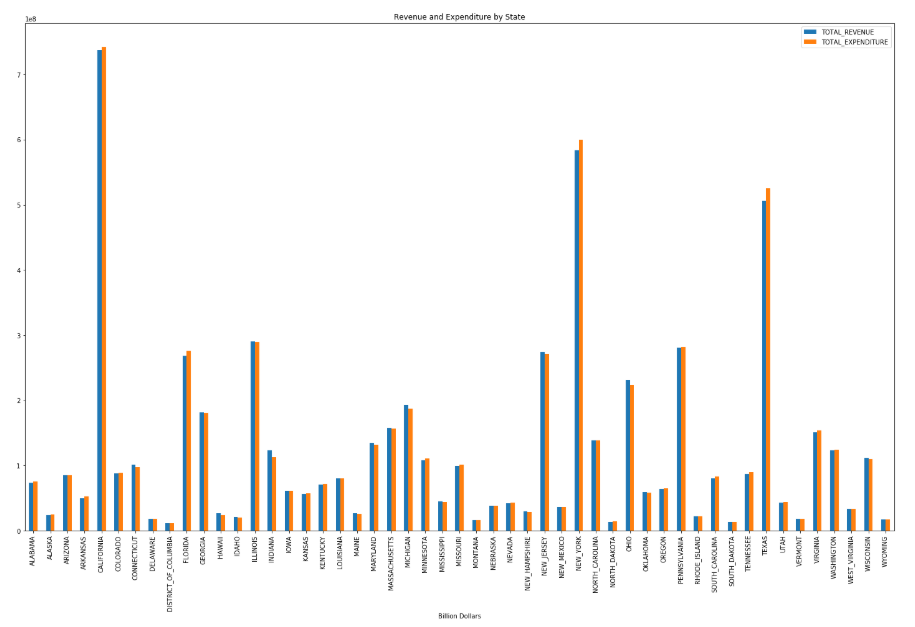 Revenue and Expenditure by State
1e8
TOTAL_REVENUE
TOTAL_EXPENDITURE
7
6
5
4
3
2
1
0
ALABAMA
ALASKA
ARIZONA
ARKANSAS
CALIFORNIA
COLORADO
CONNECTICUT
DELAWARE
DISTRICT_OF_COLUMBIA
FLORIDA
GEORGIA
HAWAII
IDAHO
ILLINOIS
INDIANA
IOWA
KANSAS
KENTUCKY
LOUISIANA
MAINE
MARYLAND
MASSACHUSETTS
MICHIGAN
MINNESOTA
MISSISSIPPI
MISSOURI
MONTANA
NEBRASKA
NEVADA
NEW_HAMPSHIRE
NEW_JERSEY
NEW_MEXICO
NEW_YORK
NORTH_CAROLINA
NORTH_DAKOTA
OHIO
OKLAHOMA
OREGON
PENNSYLVANIA
RHODE_ISLAND
SOUTH_CAROLINA
SOUTH_DAKOTA
TENNESSEE
TEXAS
UTAH
VERMONT
VIRGINIA
WASHINGTON
WEST_VIRGINIA
WISCONSIN
WYOMING
Billion Dollars